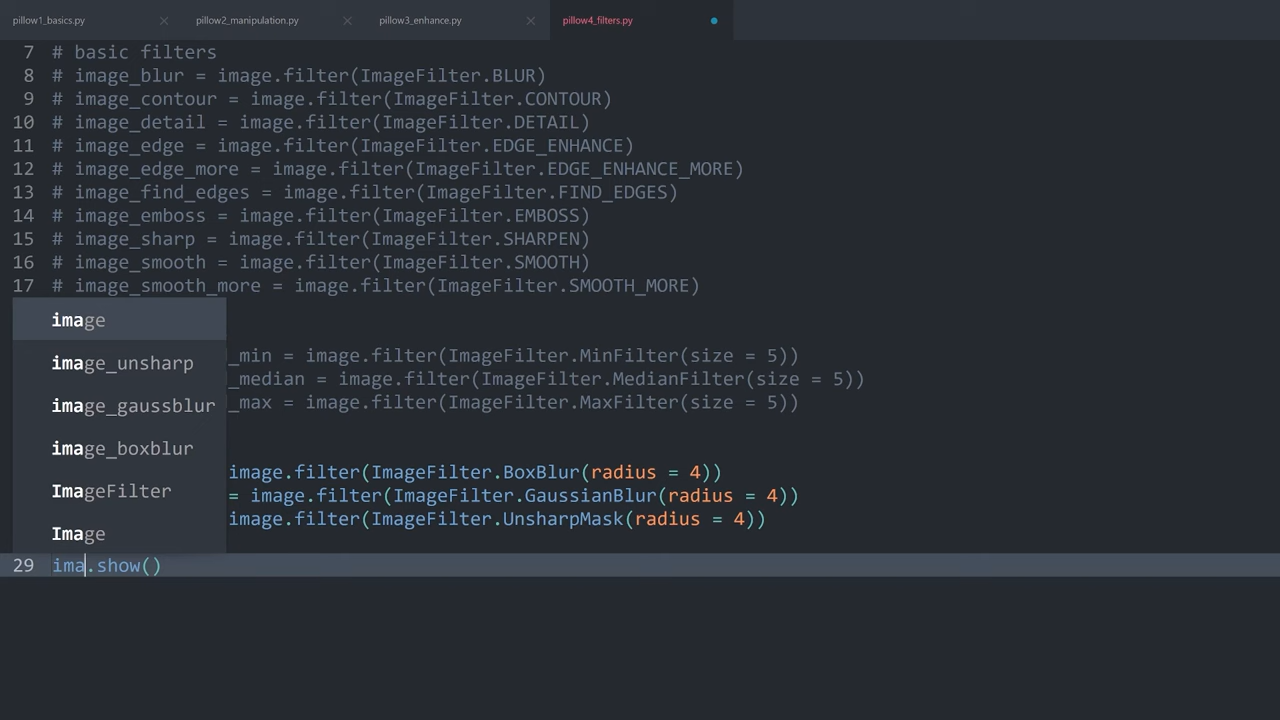 pillow1_basics.py × pillow2_manipulation.py × pillow3_enhance.py × pillow4_filters.py
7 # basic filters
8 # image_blur = image.filter(ImageFilter.BLUR)
9 # image_contour = image.filter(ImageFilter.CONTOUR)
10 # image_detail = image.filter(ImageFilter.DETAIL)
11 # image_edge = image.filter(ImageFilter.EDGE_ENHANCE)
12 # image_edge_more = image.filter(ImageFilter.EDGE_ENHANCE_MORE)
13 # image_find_edges = image.filter(ImageFilter.FIND_EDGES)
14 # image_emboss = image.filter(ImageFilter.EMBOSS)
15 # image_sharp = image.filter(ImageFilter.SHARPEN)
16 # image_smooth = image.filter(ImageFilter.SMOOTH)
17 # image_smooth_more = image.filter(ImageFilter.SMOOTH_MORE)
image
image_unsharp
image_gaussblur
image_boxblur
ImageFilter
Image
_min = image.filter(ImageFilter.MinFilter(size = 5))
_median = image.filter(ImageFilter.MedianFilter(size = 5))
_max = image.filter(ImageFilter.MaxFilter(size = 5))
image.filter(ImageFilter.BoxBlur(radius = 4))
= image.filter(ImageFilter.GaussianBlur(radius = 4))
image.filter(ImageFilter.UnsharpMask(radius = 4))
29 ima.show()